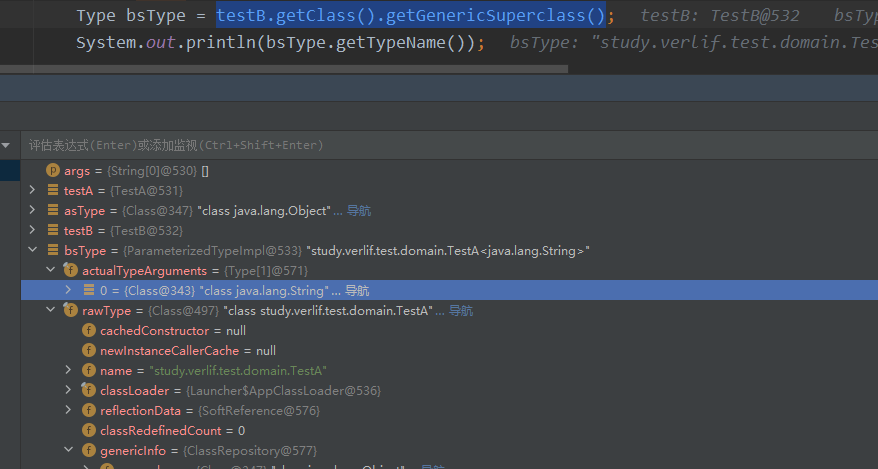 Type bsType = testB.getClass().getGenericSuperclass(); testB: TestB@532 bsTyp
System.out.println(bsType.getTypeName()); bsType: "study.verlif.test.domain.Tes
评估表达式(Enter)或添加监视(Ctrl+Shift+Enter)
p args = {String[0]@530} []
testA = {TestA@531}
asType = {Class@347} "class java.lang.Object"... 导航
testB = {TestB@532}
bsType = {ParameterizedTypeImpl@533} "study.verlif.test.domain.TestA<java.lang.String>"
f actualTypeArguments = {Type[1]@571}
0 = {Class@343} "class java.lang.String"... 导航
f rawType = {Class@497} "class study.verlif.test.domain.TestA"... 导航
f cachedConstructor = null
f newInstanceCallerCache = null
f name = "study.verlif.test.domain.TestA"
f classLoader = {Launcher$AppClassLoader@536}
f reflectionData = {SoftReference@576}
f classRedefinedCount = 0
f genericInfo = {ClassRepository@577}